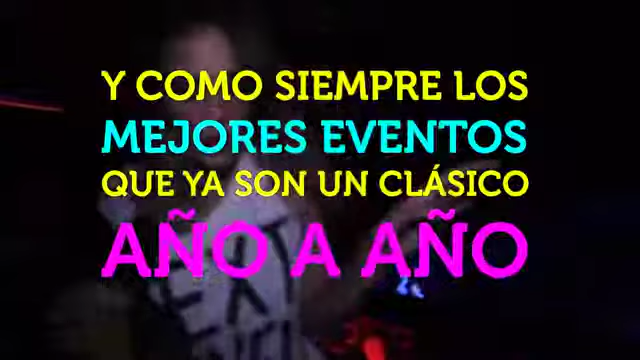 Y COMO SIEMPRE LOS
MEJORES EVENTOS
QUE YA SON UN CLÁSICO
AÑO A AÑO